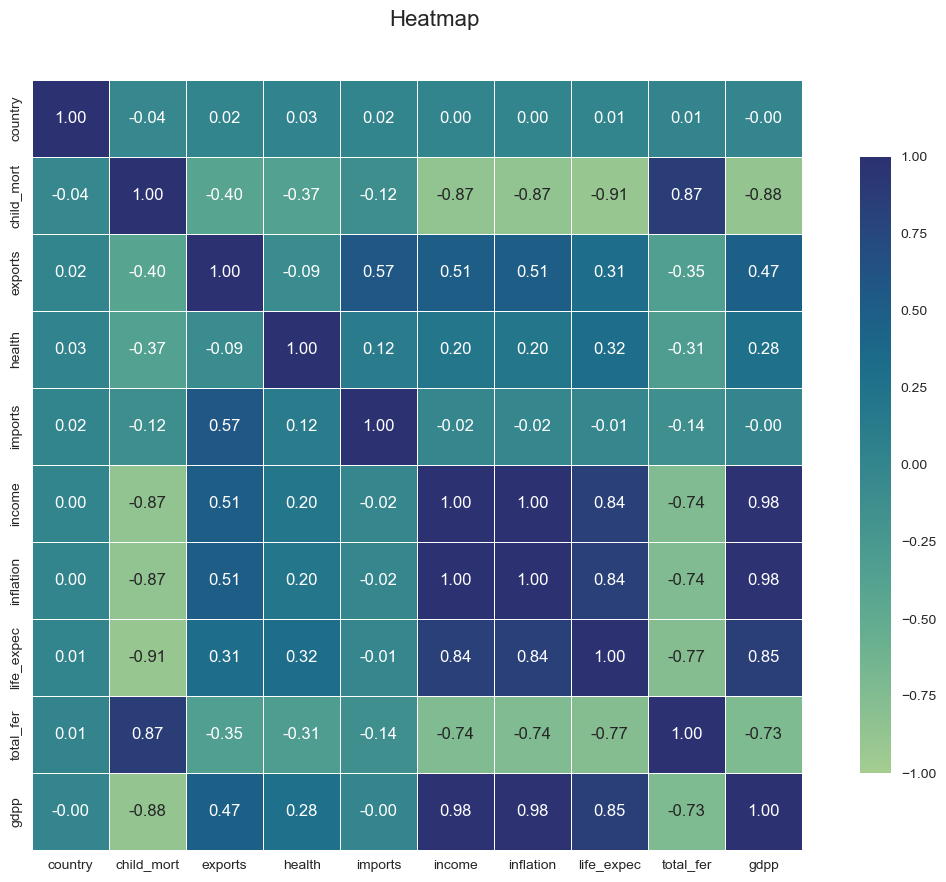 Heatmap
country 1.00 -0.04 0.02 0.03 0.02 0.00 0.00 0.01 0.01 -0.00
child_mort -0.04 1.00 -0.40 -0.37 -0.12 -0.87 -0.87 -0.91 0.87 -0.88
exports 0.02 -0.40 1.00 -0.09 0.57 0.51 0.51 0.31 -0.35 0.47
health 0.03 -0.37 -0.09 1.00 0.12 0.20 0.20 0.32 -0.31 0.28
imports 0.02 -0.12 0.57 0.12 1.00 -0.02 -0.02 -0.01 -0.14 -0.00
income 0.00 -0.87 0.51 0.20 -0.02 1.00 1.00 0.84 -0.74 0.98
inflation 0.00 -0.87 0.51 0.20 -0.02 1.00 1.00 0.84 -0.74 0.98
life_expec 0.01 -0.91 0.31 0.32 -0.01 0.84 0.84 1.00 -0.77 0.85
total_fer 0.01 0.87 -0.35 -0.31 -0.14 -0.74 -0.74 -0.77 1.00 -0.73
gdpp -0.00 -0.88 0.47 0.28 -0.00 0.98 0.98 0.85 -0.73 1.00
country child_mort exports health imports income inflation life_expec total_fer gdpp
1.00
0.75
0.50
0.25
0.00
−0.25
−0.50
−0.75
−1.00